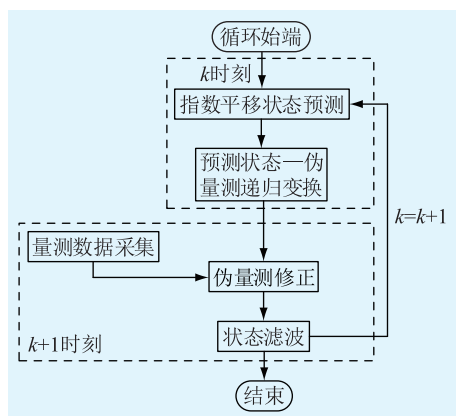 循环始端
k时刻
指数平移状态预测
预测状态—伪
量测递归变换
k=k+1
量测数据采集
伪量测修正
状态滤波
k+1时刻
结束